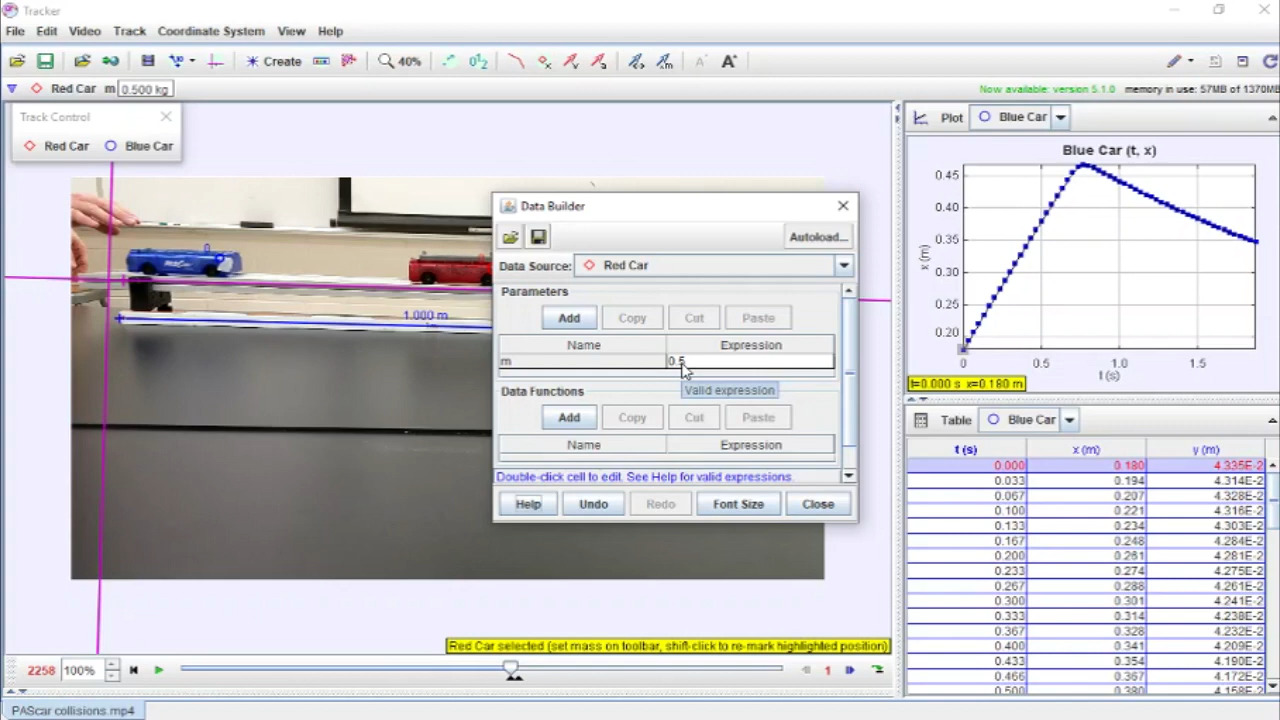 Tracker
File Edit Video Track Coordinate System View Help
Create 40% A A
Red Car m 0.500 kg Now available: version 5.1.0 memory in use: 57MB of 1370MB
Track Control
Red Car Blue Car
1.000 m
Data Builder
Autoload...
Data Source: Red Car
Parameters
Add Copy Cut Paste
Name Expression
m 0.5
Valid expression
Data Functions
Add Copy Cut Paste
Name Expression
Double-click cell to edit. See Help for valid expressions.
Help Undo Redo Font Size Close
Red Car selected (set mass on toolbar, shift-click to re-mark highlighted position)
2258 100% 1
PAScar collisions.mp4
Plot Blue Car
Blue Car (t, x)
0.45
0.40
0.35
0.30
0.25
0.20
x (m)
0 0.5 1.0 1.5
t (s)
t=0.000 s x=0.180 m
Table Blue Car
t (s) x (m) y (m)
0.000 0.180 4.335E-2
0.033 0.194 4.314E-2
0.067 0.207 4.328E-2
0.100 0.221 4.316E-2
0.133 0.234 4.303E-2
0.167 0.248 4.284E-2
0.200 0.261 4.281E-2
0.233 0.274 4.275E-2
0.267 0.288 4.261E-2
0.300 0.301 4.241E-2
0.333 0.314 4.238E-2
0.367 0.328 4.232E-2
0.400 0.341 4.209E-2
0.433 0.354 4.190E-2
0.466 0.367 4.172E-2
0.500 0.380 4.158E-2